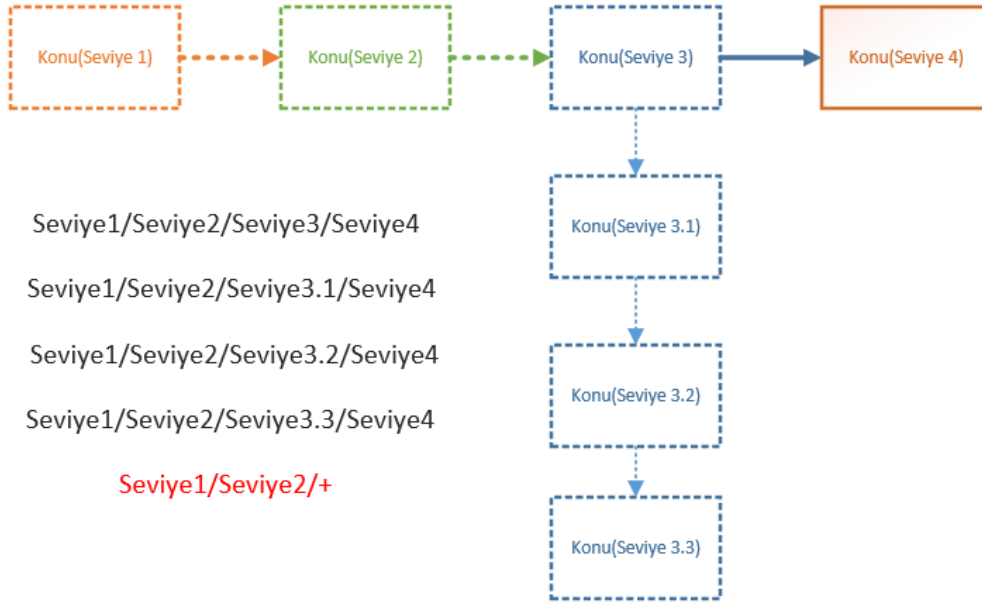 Konu(Seviye 1)
Konu(Seviye 2)
Konu(Seviye 3)
Konu(Seviye 4)
Konu(Seviye 3.1)
Konu(Seviye 3.2)
Konu(Seviye 3.3)
Seviye1/Seviye2/Seviye3/Seviye4
Seviye1/Seviye2/Seviye3.1/Seviye4
Seviye1/Seviye2/Seviye3.2/Seviye4
Seviye1/Seviye2/Seviye3.3/Seviye4
Seviye1/Seviye2/+